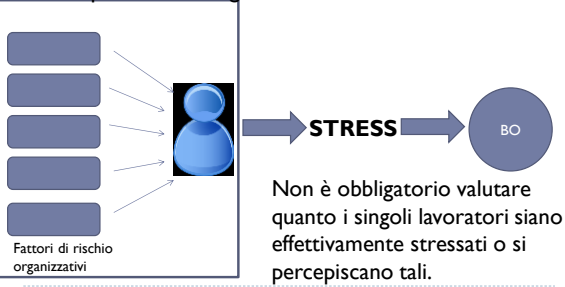 STRESS
BO
Non è obbligatorio valutare
quanto i singoli lavoratori siano
effettivamente stressati o si
percepiscano tali.
Fattori di rischio
organizzativi